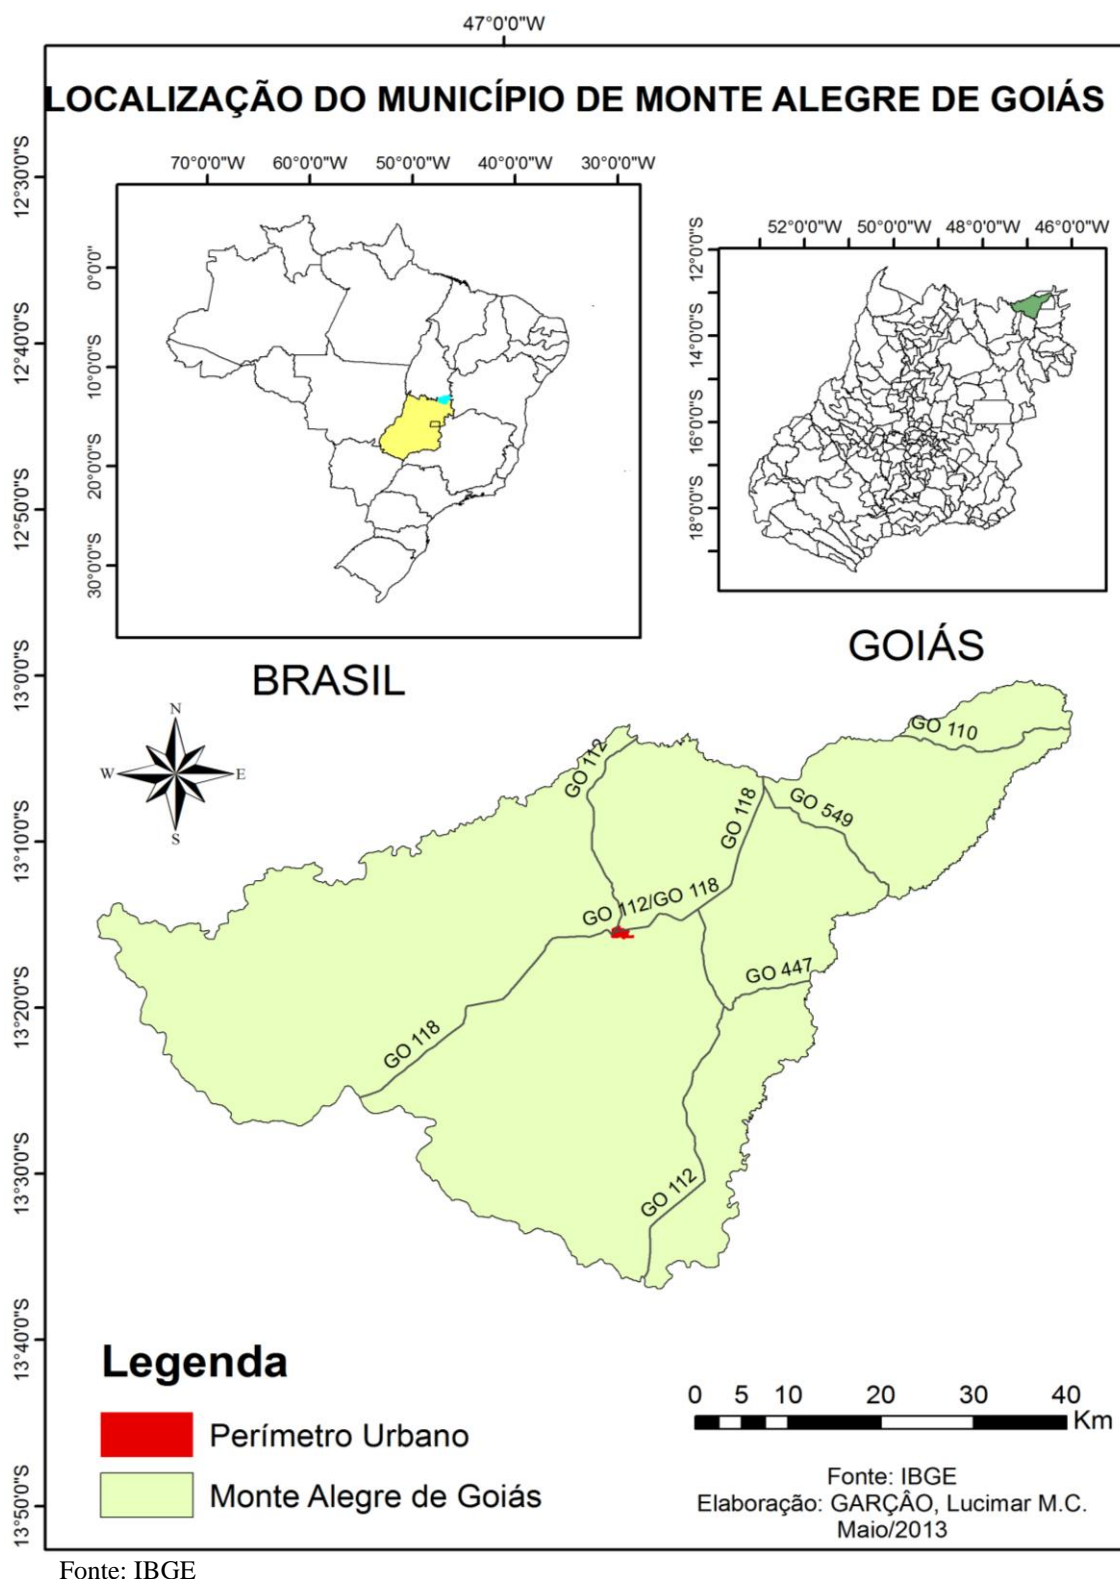 47°0'0"W
LOCALIZAÇÃO DO MUNICÍPIO DE MONTE ALEGRE DE GOIÁS
70°0'0"W 60°0'0"W 50°0'0"W 40°0'0"W 30°0'0"W
0°0'0"
10°0'0"S
20°0'0"S
30°0'0"S
52°0'0"W 50°0'0"W 48°0'0"W 46°0'0"W
12°0'0"S
14°0'0"S
16°0'0"S
18°0'0"S
BRASIL
GOIÁS
12°30'0"S
12°40'0"S
12°50'0"S
13°0'0"S
13°10'0"S
13°20'0"S
13°30'0"S
13°40'0"S
13°50'0"S
N
W E
S
GO 110
GO 112
GO 118
GO 549
GO 112/GO 118
GO 447
GO 118
GO 112
Legenda
Perímetro Urbano
Monte Alegre de Goiás
0 5 10 20 30 40
Km
Fonte: IBGE
Elaboração: GARÇÂO, Lucimar M.C.
Maio/2013
Fonte: IBGE